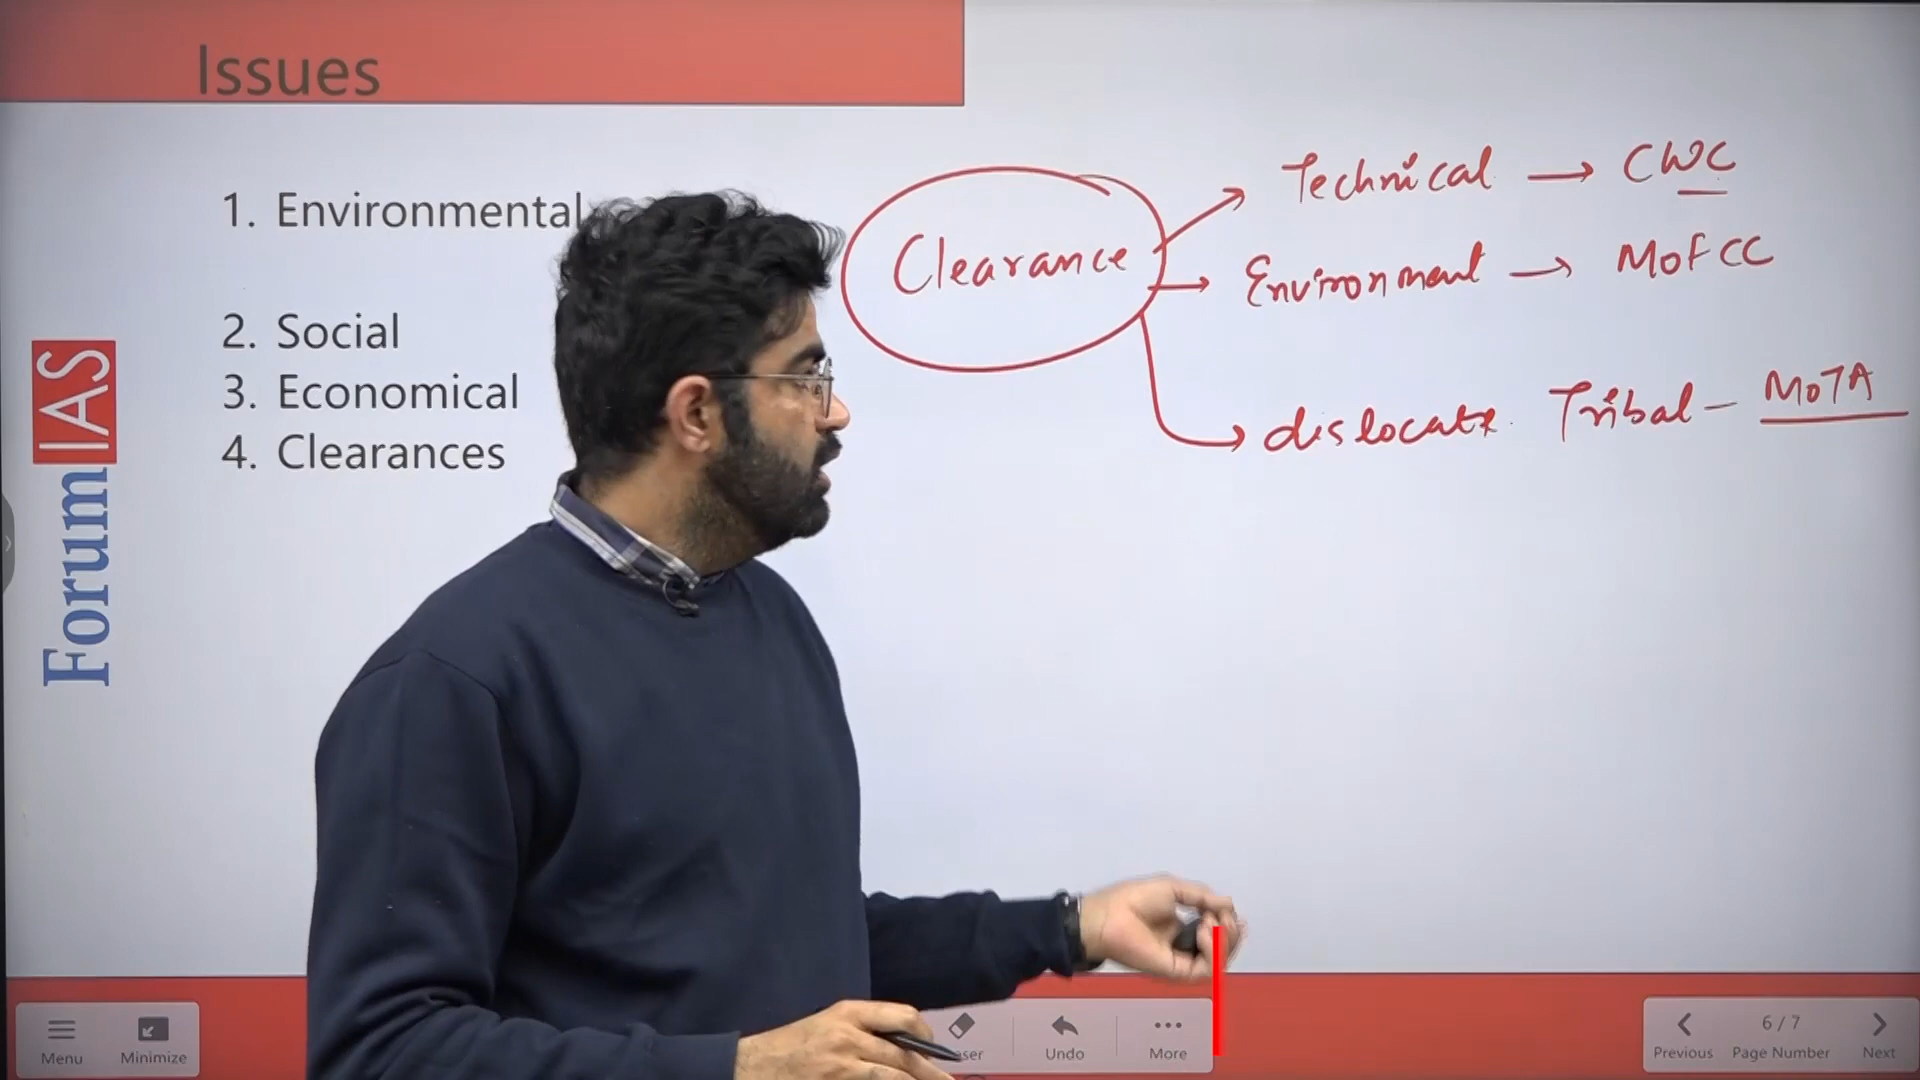 Issues
1. Environmental
2. Social
3. Economical
4. Clearances
Clearance
Technical → CWC
Environment → MOFCC
dislocate Tribal - MOTA
ForumIAS
Menu
Minimize
Undo
More
Previous
6 / 7
Page Number
Next